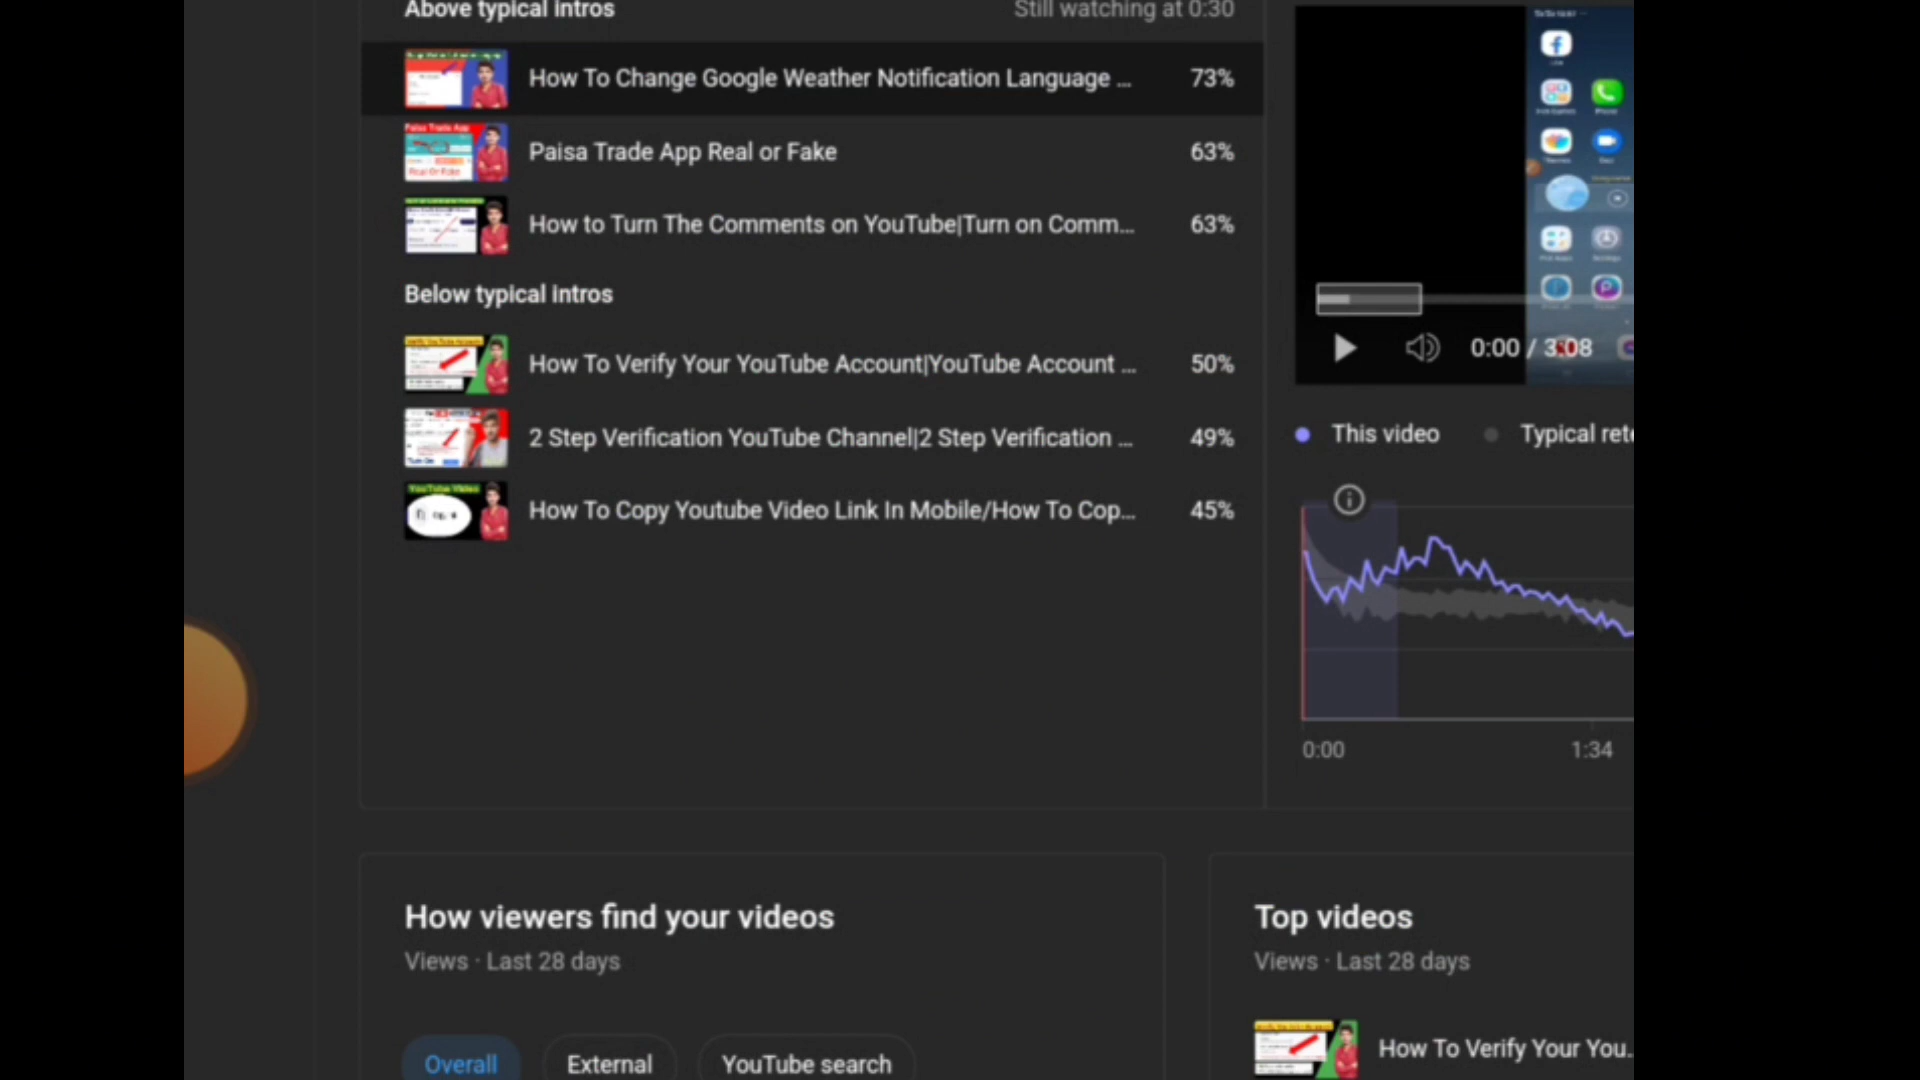 Above typical intros
Still watching at 0:30
How To Change Google Weather Notification Language ...
73%
Paisa Trade App Real or Fake
63%
How to Turn The Comments on YouTube|Turn on Comm...
63%
Below typical intros
How To Verify Your YouTube Account|YouTube Account ...
50%
2 Step Verification YouTube Channel|2 Step Verification ...
49%
How To Copy Youtube Video Link In Mobile/How To Cop...
45%
0:00 / 3:08
This video
Typical rete
0:00
1:34
How viewers find your videos
Views · Last 28 days
Overall
External
YouTube search
Top videos
Views · Last 28 days
How To Verify Your You...